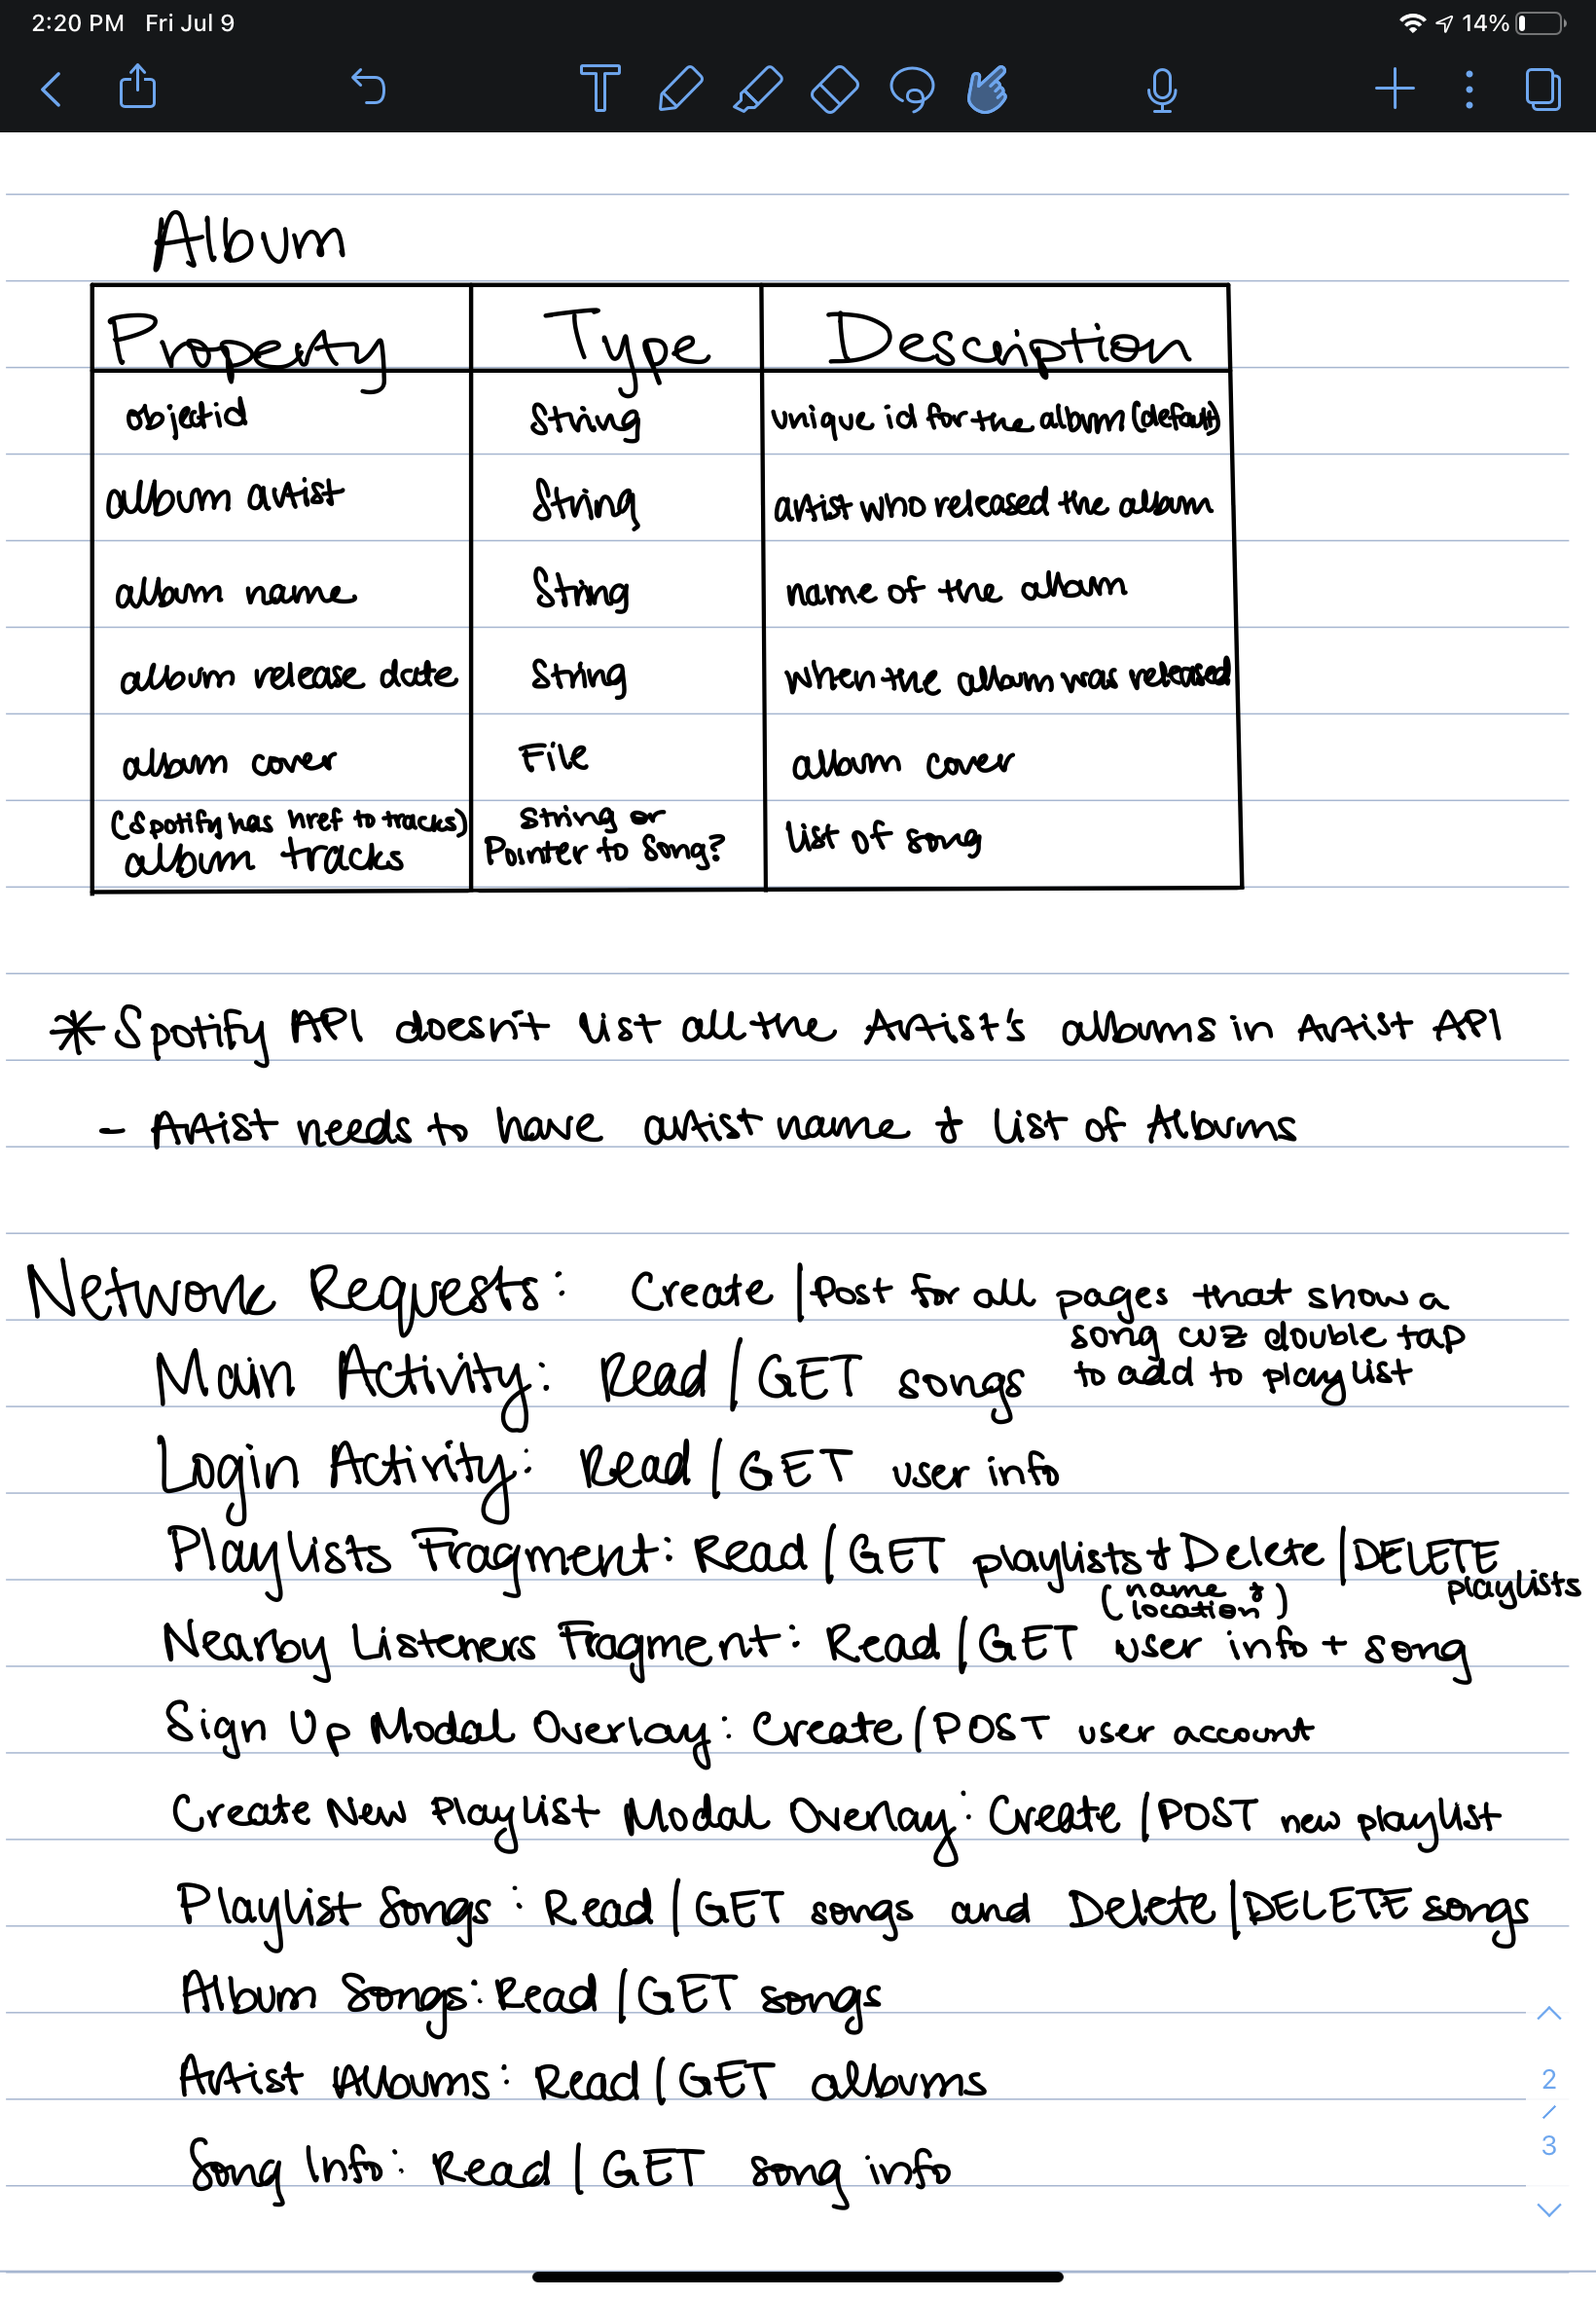 2:20 PM Fri Jul 9 14%
Album
Property Type Description
objectid String unique id for the album (default)
album artist String artist who released the album
album name String name of the album
album release date String when the album was released
album cover File album cover
(Spotify has href to tracks) String or
album tracks Pointer to Song? list of song
* Spotify API doesn't list all the Artist's albums in Artist API
- Artist needs to have artist name & list of Albums
Network Requests: Create | Post for all pages that show a
song cuz double tap
to add to playlist
Main Activity: Read | GET songs
Login Activity: Read | GET user info
Playlists Fragment: Read | GET playlists & Delete | DELETE
playlists
(name &
location)
Nearby Listeners Fragment: Read | GET user info + song
Sign Up Modal Overlay: Create | POST user account
Create New Playlist Modal Overlay: Create | POST new playlist
Playlist Songs: Read | GET songs and Delete | DELETE songs
Album Songs: Read | GET songs
Artist Albums: Read | GET albums
Song Info: Read | GET song info
2
/
3